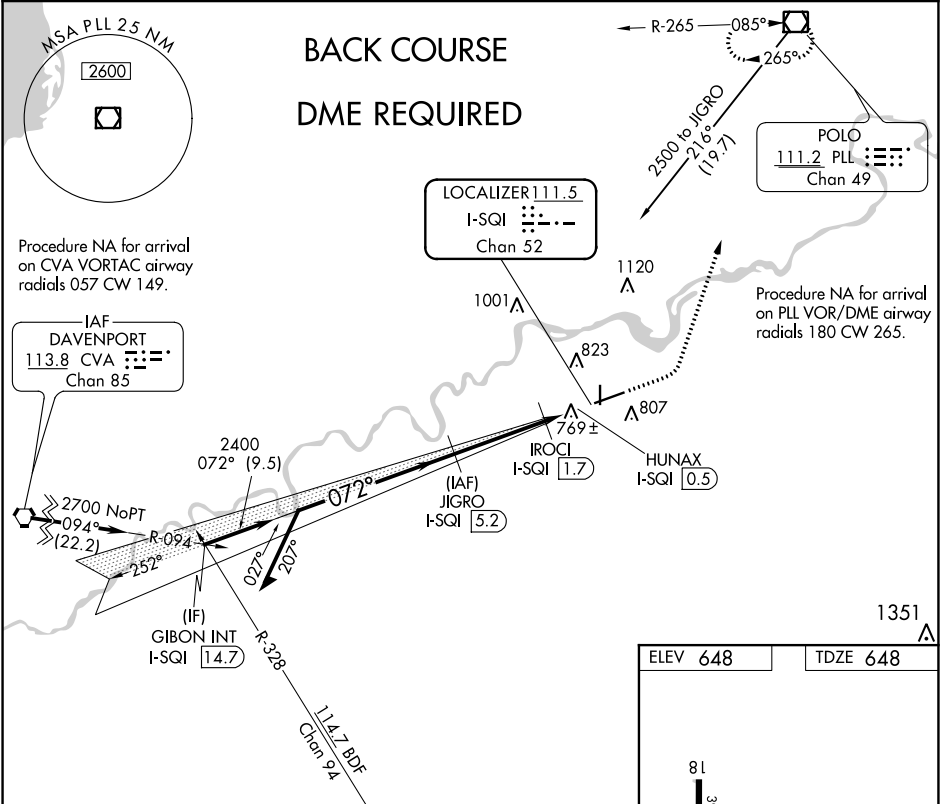 MSA PLL 25 NM
2600
BACK COURSE
DME REQUIRED
R-265
085°
265°
2500 to JIGRO
216°
(19.7)
POLO
111.2 PLL
Chan 49
LOCALIZER 111.5
I-SQI
Chan 52
Procedure NA for arrival
on CVA VORTAC airway
radials 057 CW 149.
1120
1001
Procedure NA for arrival
on PLL VOR/DME airway
radials 180 CW 265.
IAF
DAVENPORT
113.8 CVA
Chan 85
823
807
769±
2400
072° (9.5)
072°
IROCI
I-SQI 1.7
HUNAX
I-SQI 0.5
(IAF)
JIGRO
I-SQI 5.2
2700 NoPT
094°
(22.2)
R-094
252°
027°
207°
(IF)
GIBON INT
I-SQI 14.7
R-328
114.7 BDF
Chan 94
1351
ELEV 648
TDZE 648
18
3